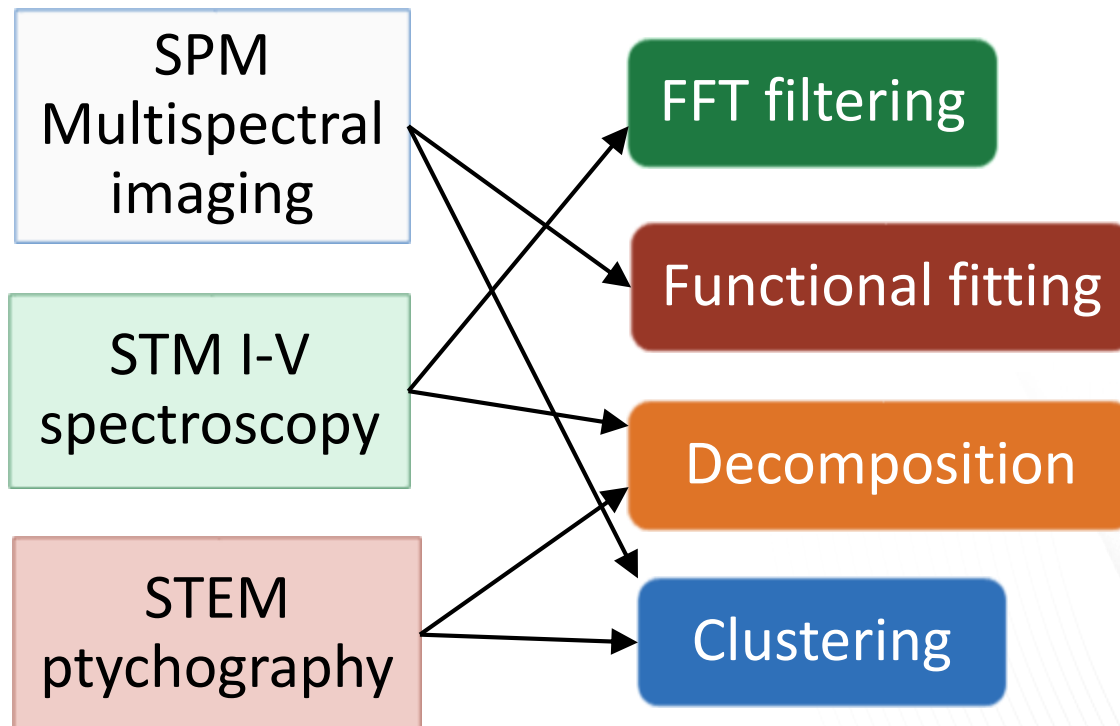 SPM
Multispectral
imaging
STM I-V
spectroscopy
STEM
ptychography
FFT filtering
Functional fitting
Decomposition
Clustering